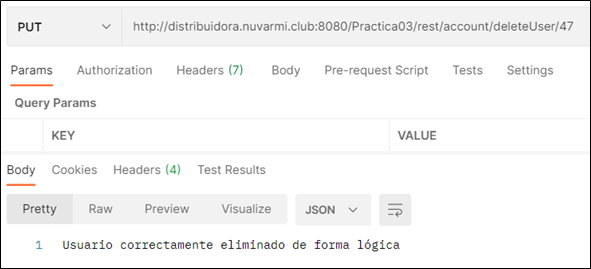 PUT http://distribuidora.nuvarmi.club:8080/Practica03/rest/account/deleteUser/47
Params Authorization Headers (7) Body Pre-request Script Tests Settings
Query Params
KEY VALUE
Body Cookies Headers (4) Test Results
Pretty Raw Preview Visualize JSON
1 Usuario correctamente eliminado de forma lógica